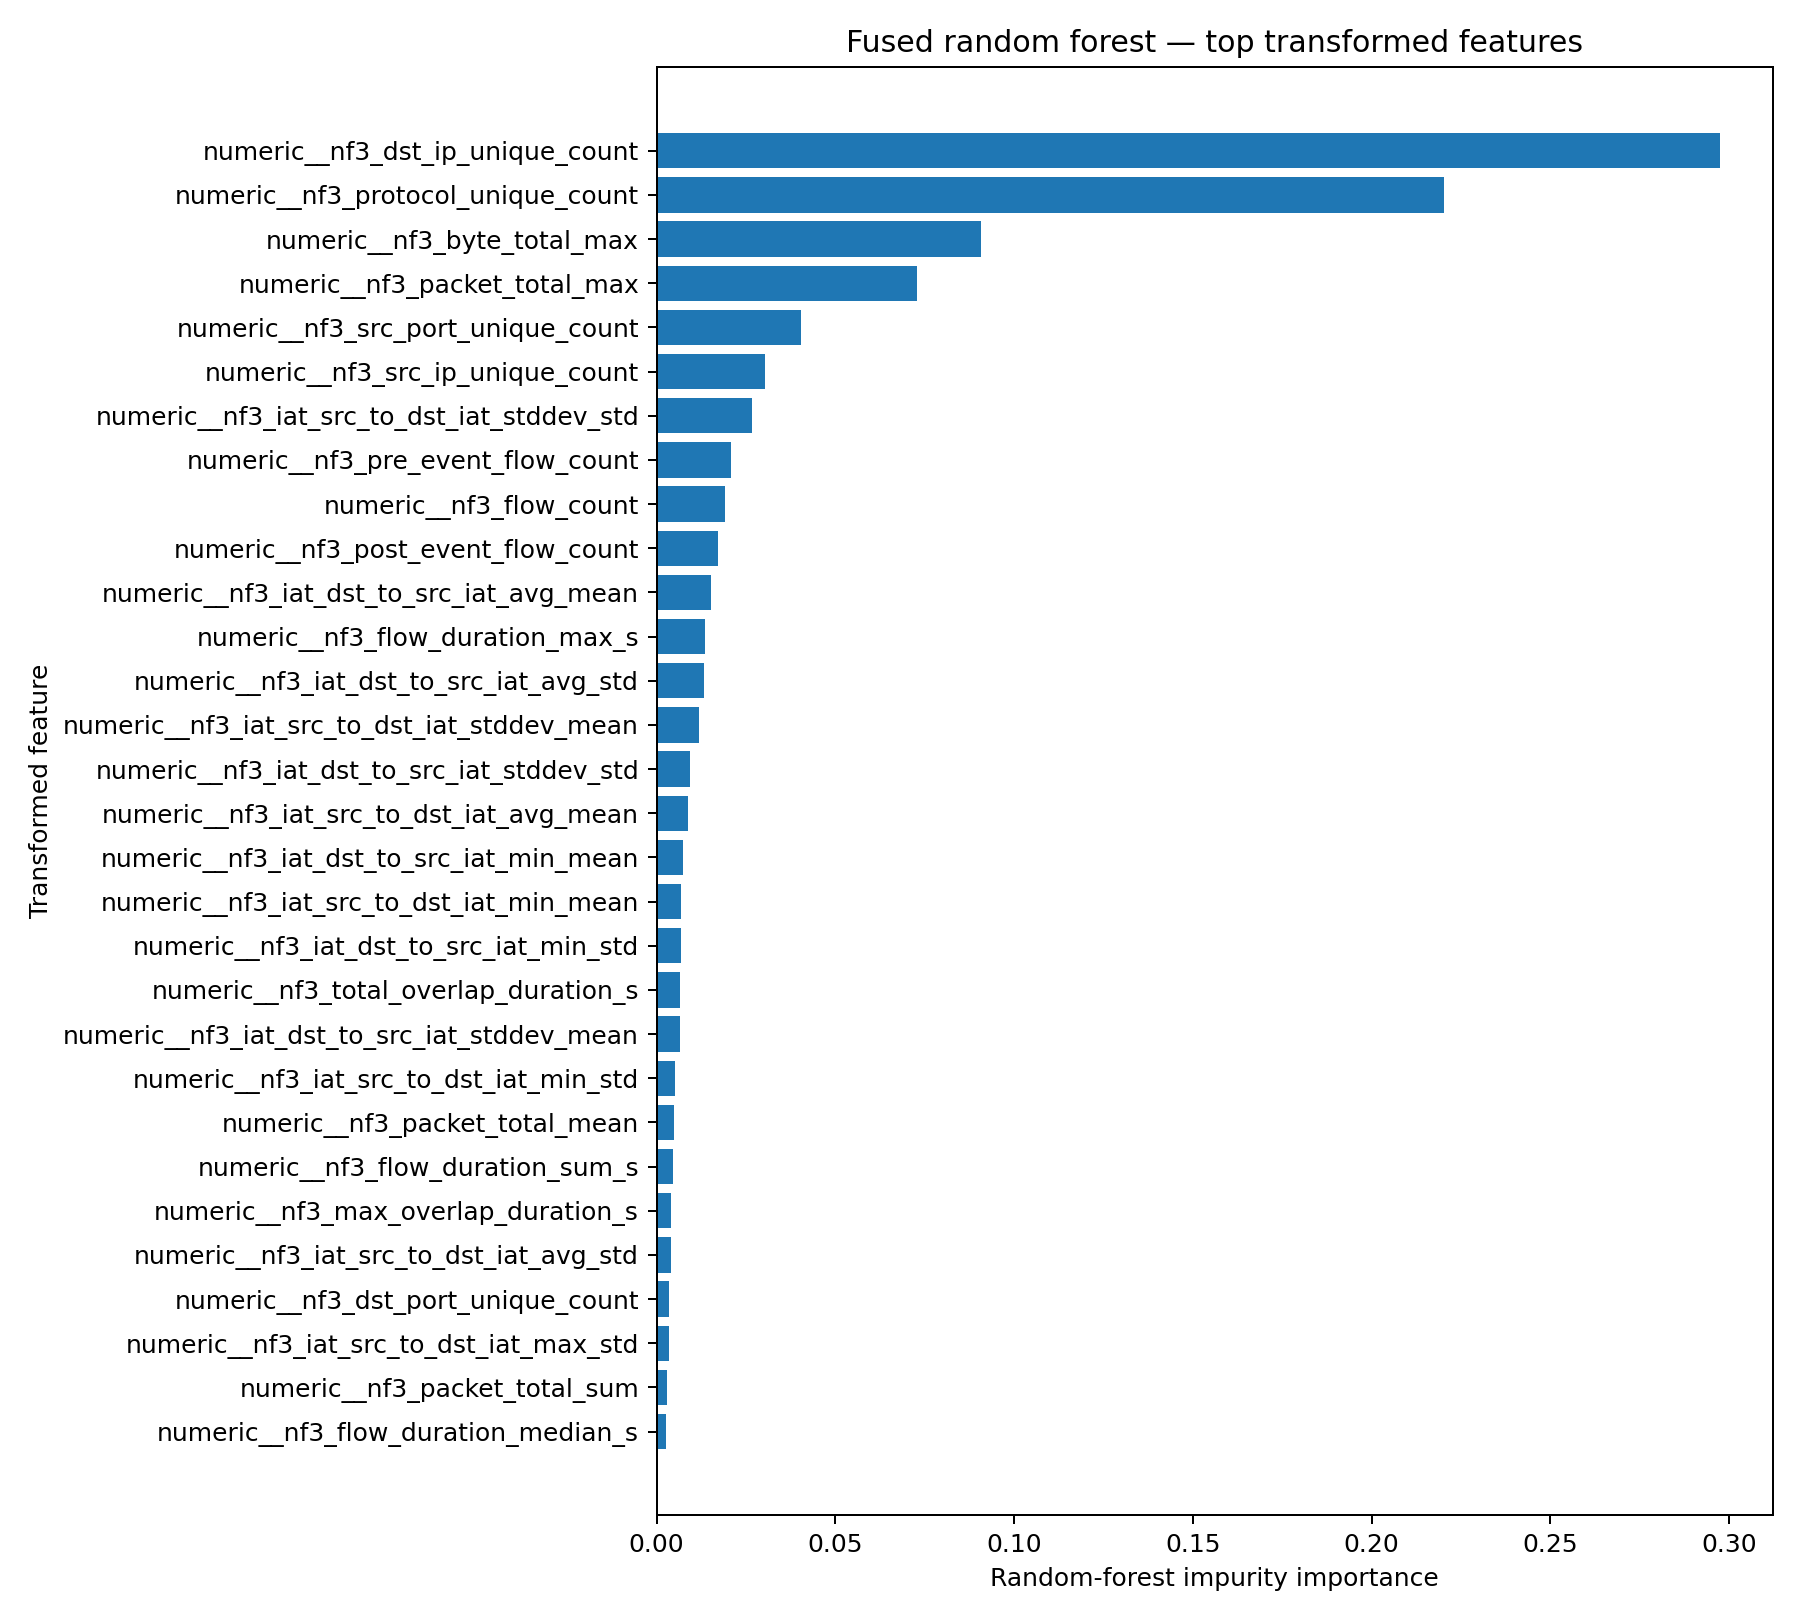 Fused random forest — top transformed features
numeric__nf3_dst_ip_unique_count
numeric__nf3_protocol_unique_count
numeric__nf3_byte_total_max
numeric__nf3_packet_total_max
numeric__nf3_src_port_unique_count
numeric__nf3_src_ip_unique_count
numeric__nf3_iat_src_to_dst_iat_stddev_std
numeric__nf3_pre_event_flow_count
numeric__nf3_flow_count
numeric__nf3_post_event_flow_count
numeric__nf3_iat_dst_to_src_iat_avg_mean
numeric__nf3_flow_duration_max_s
numeric__nf3_iat_dst_to_src_iat_avg_std
numeric__nf3_iat_src_to_dst_iat_stddev_mean
numeric__nf3_iat_dst_to_src_iat_stddev_std
numeric__nf3_iat_src_to_dst_iat_avg_mean
numeric__nf3_iat_dst_to_src_iat_min_mean
numeric__nf3_iat_src_to_dst_iat_min_mean
numeric__nf3_iat_dst_to_src_iat_min_std
numeric__nf3_total_overlap_duration_s
numeric__nf3_iat_dst_to_src_iat_stddev_mean
numeric__nf3_iat_src_to_dst_iat_min_std
numeric__nf3_packet_total_mean
numeric__nf3_flow_duration_sum_s
numeric__nf3_max_overlap_duration_s
numeric__nf3_iat_src_to_dst_iat_avg_std
numeric__nf3_dst_port_unique_count
numeric__nf3_iat_src_to_dst_iat_max_std
numeric__nf3_packet_total_sum
numeric__nf3_flow_duration_median_s
Transformed feature
0.00 0.05 0.10 0.15 0.20 0.25 0.30
Random-forest impurity importance